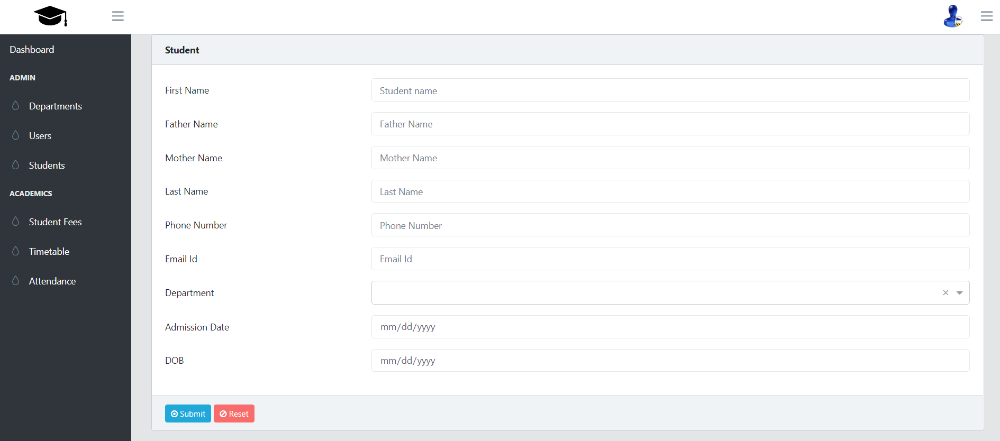 Dashboard
ADMIN
Departments
Users
Students
ACADEMICS
Student Fees
Timetable
Attendance
Student
First Name
Student name
Father Name
Father Name
Mother Name
Mother Name
Last Name
Last Name
Phone Number
Phone Number
Email Id
Email Id
Department
Admission Date
mm/dd/yyyy
DOB
mm/dd/yyyy
Submit
Reset